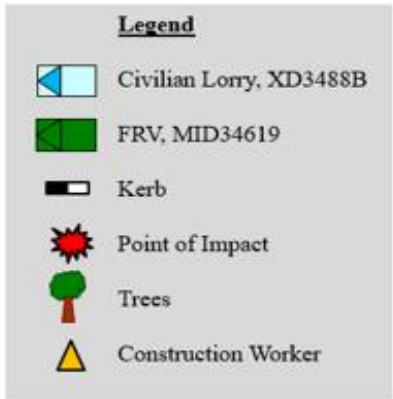 Legend
Civilian Lorry, XD3488B
FRV, MID34619
Kerb
Point of Impact
Trees
Construction Worker